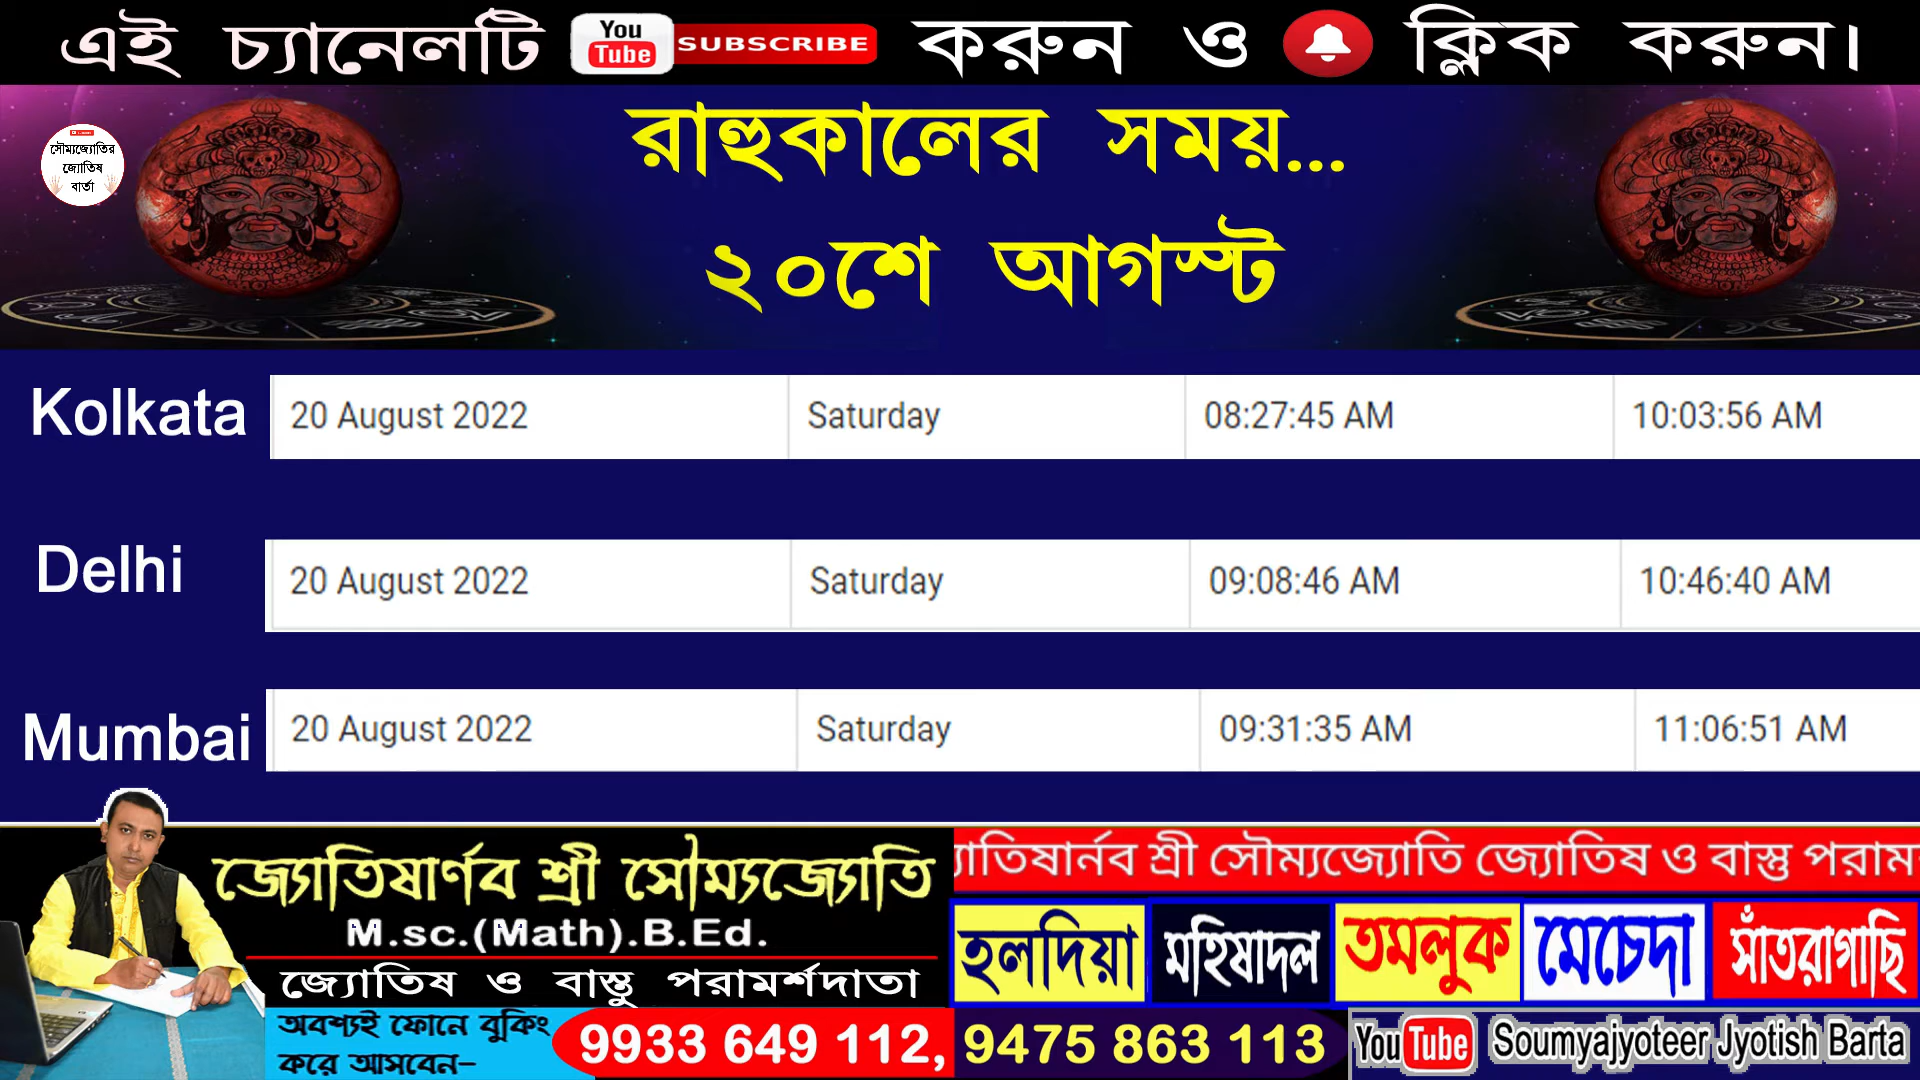 এই চ্যানেলটি You Tube SUBSCRIBE করুন ও ক্লিক করুন।
সৌম্যজ্যোতির
জ্যোতিষ
বার্তা
রাহুকালের সময়...
২০শে আগস্ট
Kolkata 20 August 2022 Saturday 08:27:45 AM 10:03:56 AM
Delhi 20 August 2022 Saturday 09:08:46 AM 10:46:40 AM
Mumbai 20 August 2022 Saturday 09:31:35 AM 11:06:51 AM
জ্যোতিষার্ণব শ্রী সৌম্যজ্যোতি
M.sc.(Math).B.Ed.
জ্যোতিষ ও বাস্তু পরামর্শদাতা
অবশ্যই ফোনে বুকিং
করে আসবেন-
9933 649 112, 9475 863 113
শ্রী সৌম্যজ্যোতি জ্যোতিষ ও বাস্তু
হলদিয়া মহিষাদল তমলুক মেচেদা সাঁতরাগাছি
You Tube Soumyajyoteer Jyotish Barta